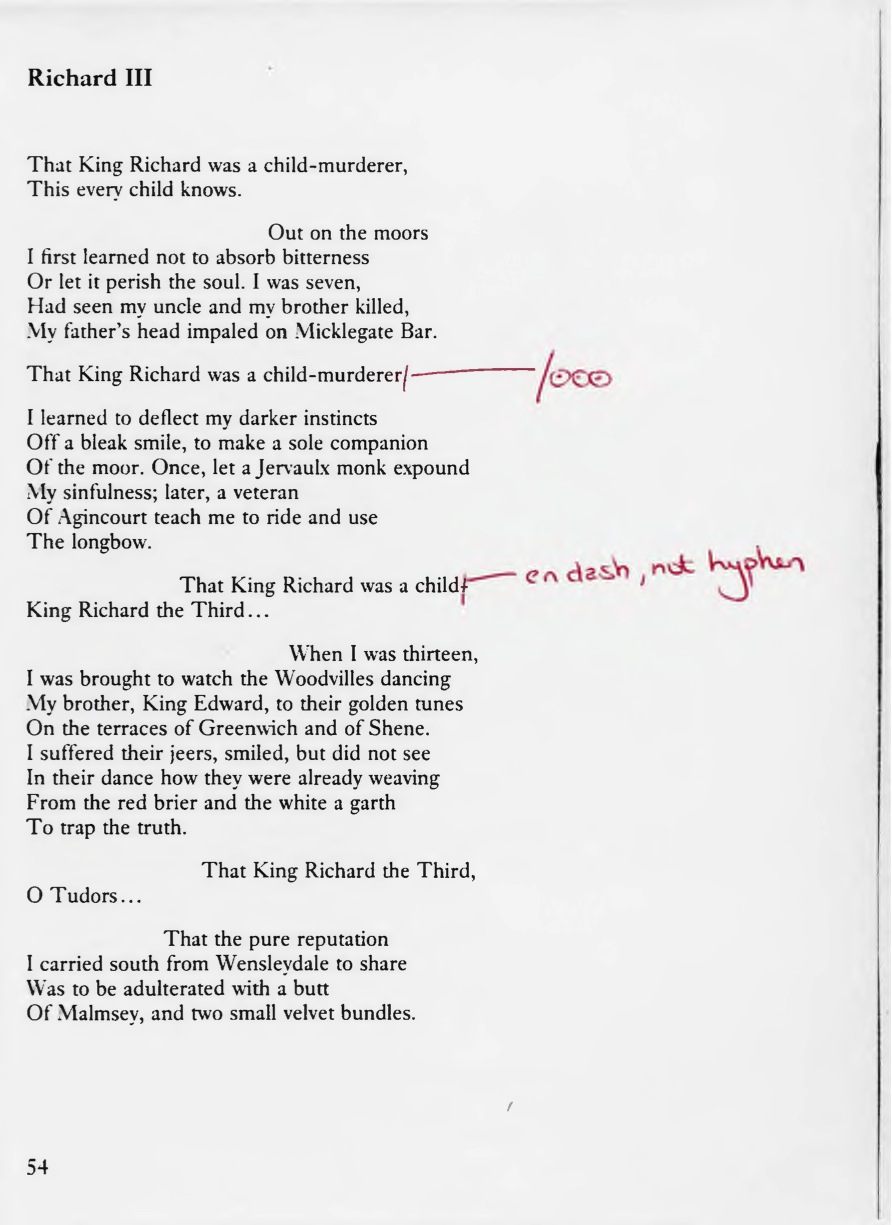 Richard III
That King Richard was a child-murderer,
This every child knows.
Out on the moors
I first learned not to absorb bitterness
Or let it perish the soul. I was seven,
Had seen my uncle and my brother killed,
My father's head impaled on Micklegate Bar.
That King Richard was a child-murderer/ /⊙⊙⊙
I learned to deflect my darker instincts
Off a bleak smile, to make a sole companion
Of the moor. Once, let a Jervaulx monk expound
My sinfulness; later, a veteran
Of Agincourt teach me to ride and use
The longbow.
That King Richard was a child- en dash, not hyphen
King Richard the Third...
When I was thirteen,
I was brought to watch the Woodvilles dancing
My brother, King Edward, to their golden tunes
On the terraces of Greenwich and of Shene.
I suffered their jeers, smiled, but did not see
In their dance how they were already weaving
From the red brier and the white a garth
To trap the truth.
That King Richard the Third,
O Tudors...
That the pure reputation
I carried south from Wensleydale to share
Was to be adulterated with a butt
Of Malmsey, and two small velvet bundles.
54